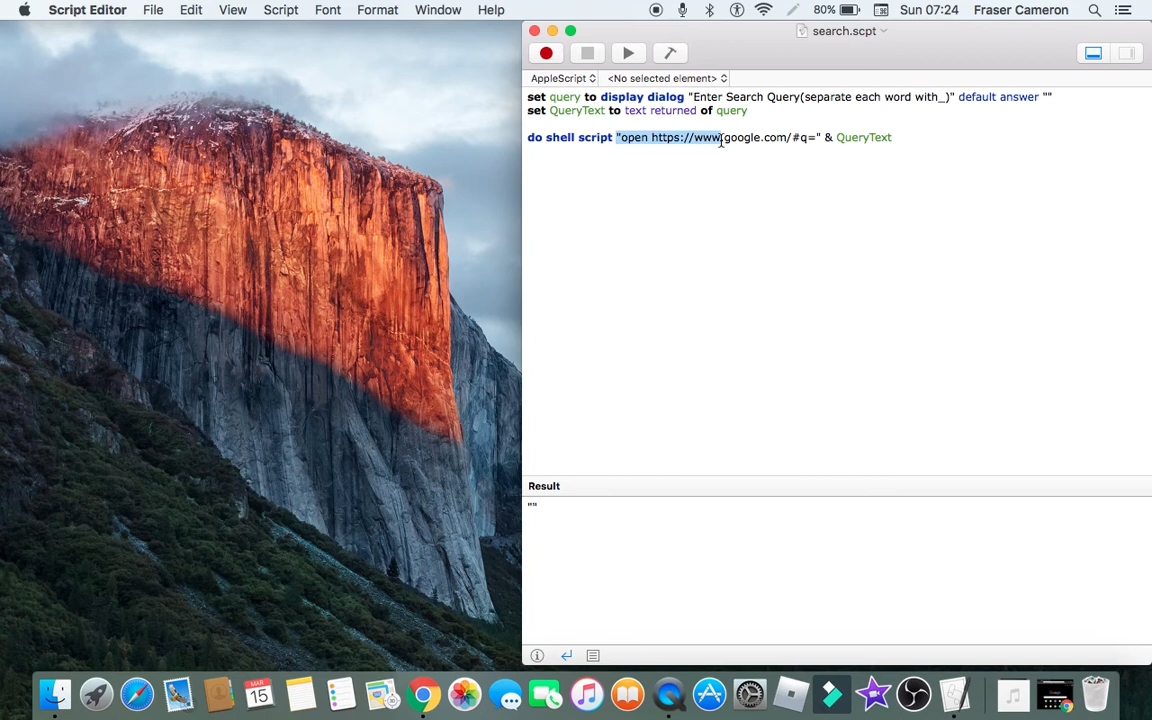 Script Editor File Edit View Script Font Format Window Help 80% Sun 07:24 Fraser Cameron
search.scpt
AppleScript <No selected element>
set query to display dialog "Enter Search Query(separate each word with_)" default answer ""
set QueryText to text returned of query
do shell script "open https://www.google.com/#q=" & QueryText
Result
""
MAR
15